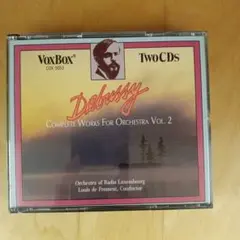 VoxBox® TWO CDS
CDX 5053
Debussy
COMPLETE WORKS FOR ORCHESTRA VOL. 2
Orchestra of Radio Luxembourg
Louis de Froment, Conductor